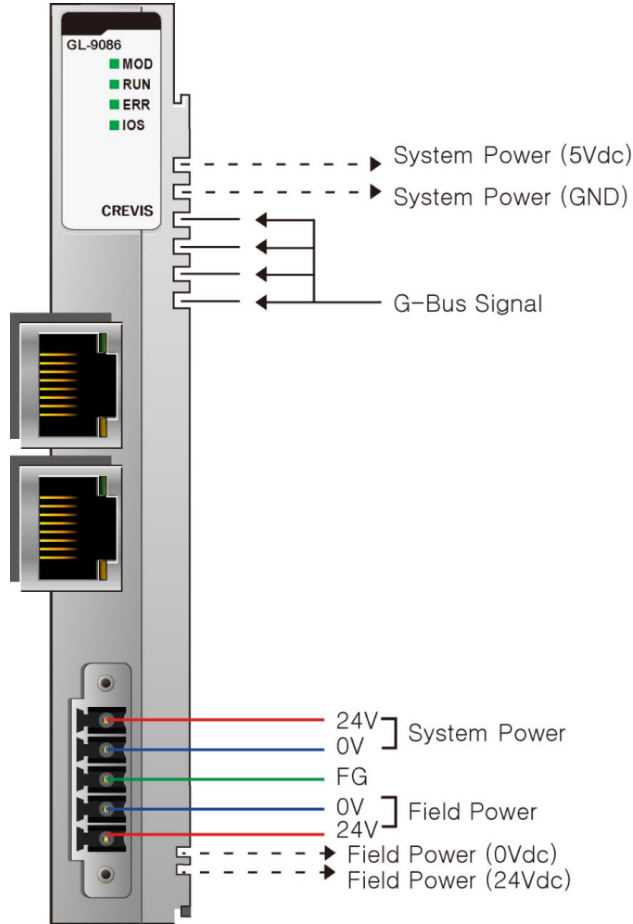 GL-9086
MOD
RUN
ERR
IOS
CREVIS
System Power (5Vdc)
System Power (GND)
G-Bus Signal
24V
0V
System Power
FG
0V
24V
Field Power
Field Power (0Vdc)
Field Power (24Vdc)